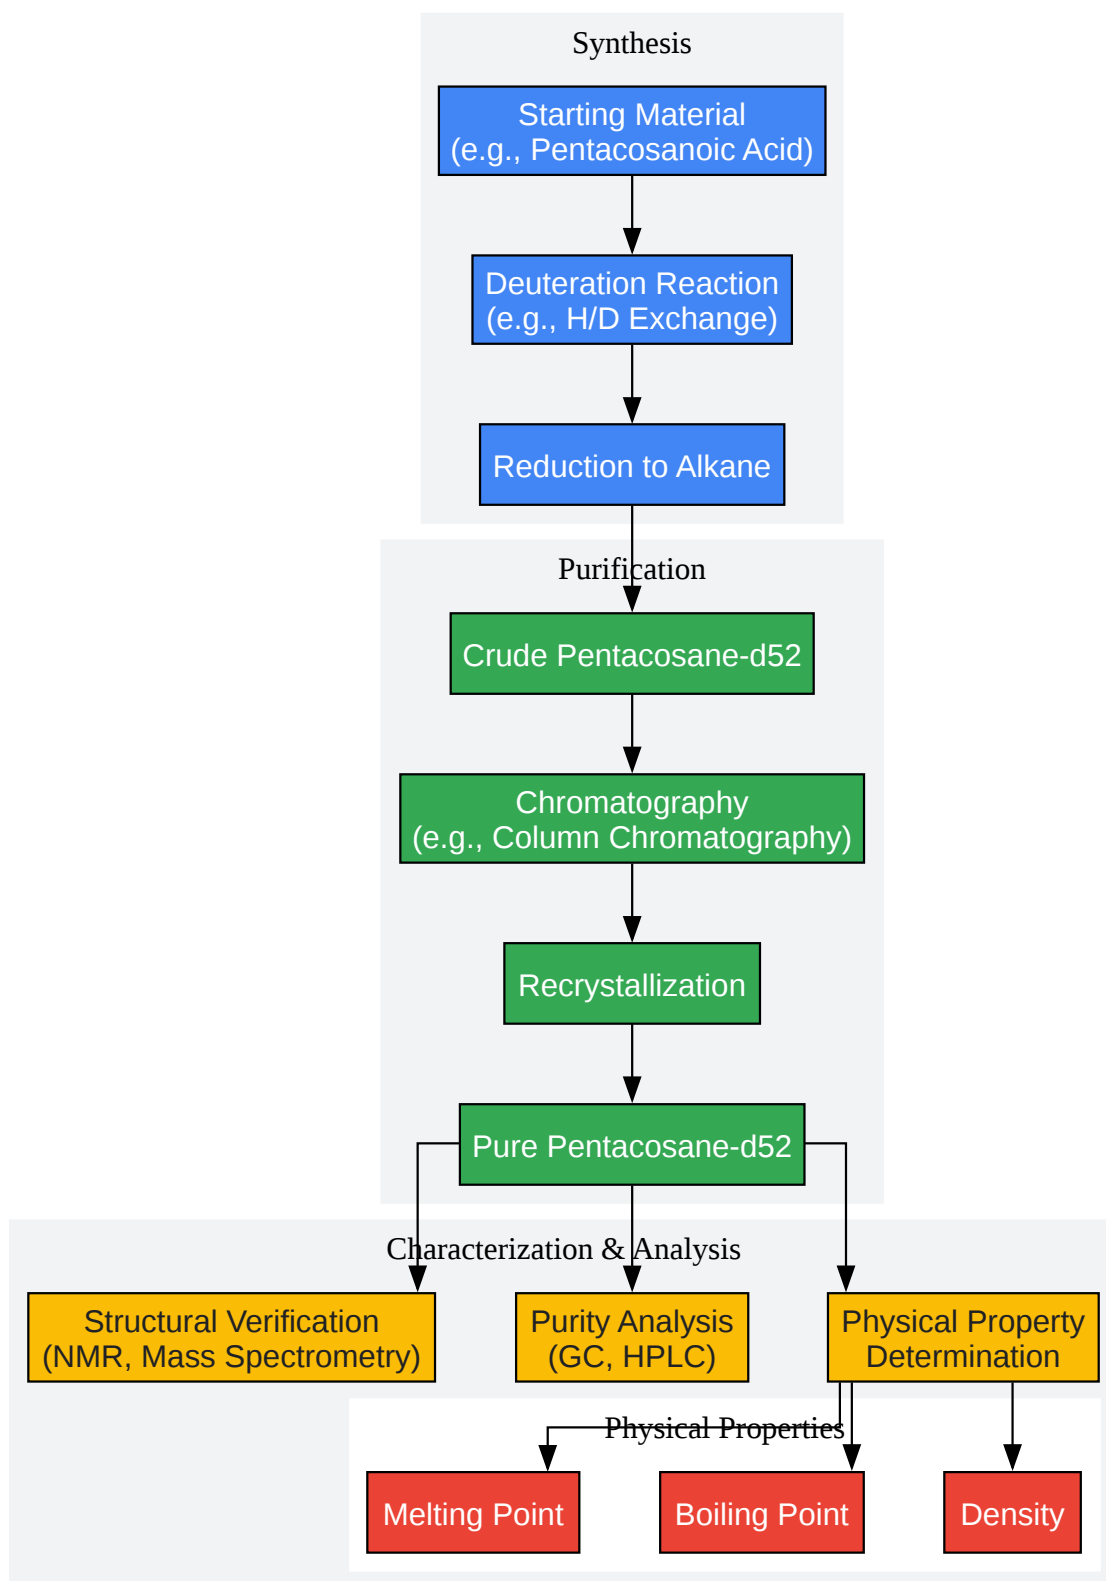 Synthesis
Starting Material
(e.g., Pentacosanoic Acid)
Deuteration Reaction
(e.g., H/D Exchange)
Reduction to Alkane
Purification
Crude Pentacosane-d52
Chromatography
(e.g., Column Chromatography)
Recrystallization
Pure Pentacosane-d52
Characterization & Analysis
Structural Verification
(NMR, Mass Spectrometry)
Purity Analysis
(GC, HPLC)
Physical Property
Determination
Physical Properties
Melting Point
Boiling Point
Density